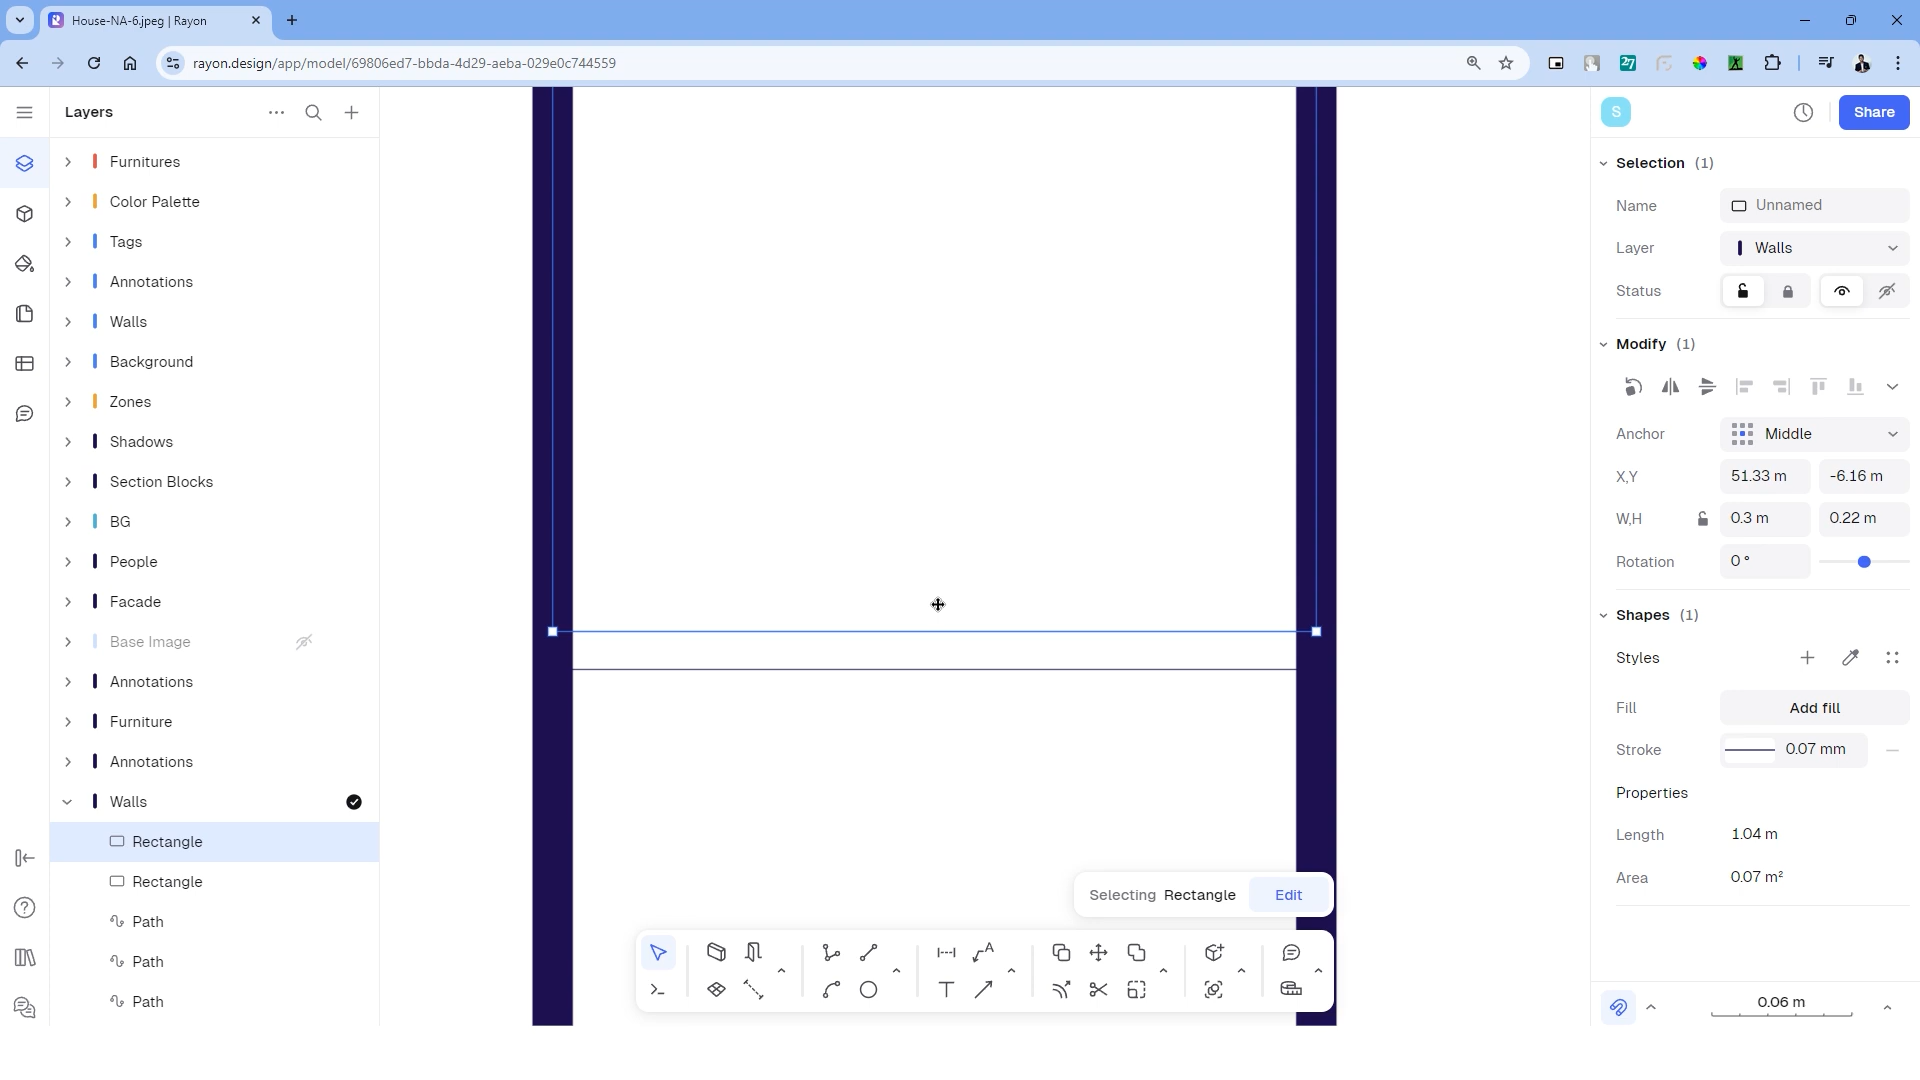 House-NA-6.jpeg | Rayon
rayon.design/app/model/69806ed7-bbda-4d29-aeba-029e0c744559
27
Layers
Furnitures
Color Palette
Tags
Annotations
Walls
Background
Zones
Shadows
Section Blocks
BG
People
Facade
Base Image
Annotations
Furniture
Annotations
Walls
Rectangle
Rectangle
Path
Path
Path
Selecting Rectangle Edit
S
Share
Selection (1)
Name Unnamed
Layer Walls
Status
Modify (1)
Anchor Middle
X,Y 51.33 m -6.16 m
W,H 0.3 m 0.22 m
Rotation 0 °
Shapes (1)
Styles
Fill Add fill
Stroke 0.07 mm
Properties
Length 1.04 m
Area 0.07 m²
0.06 m